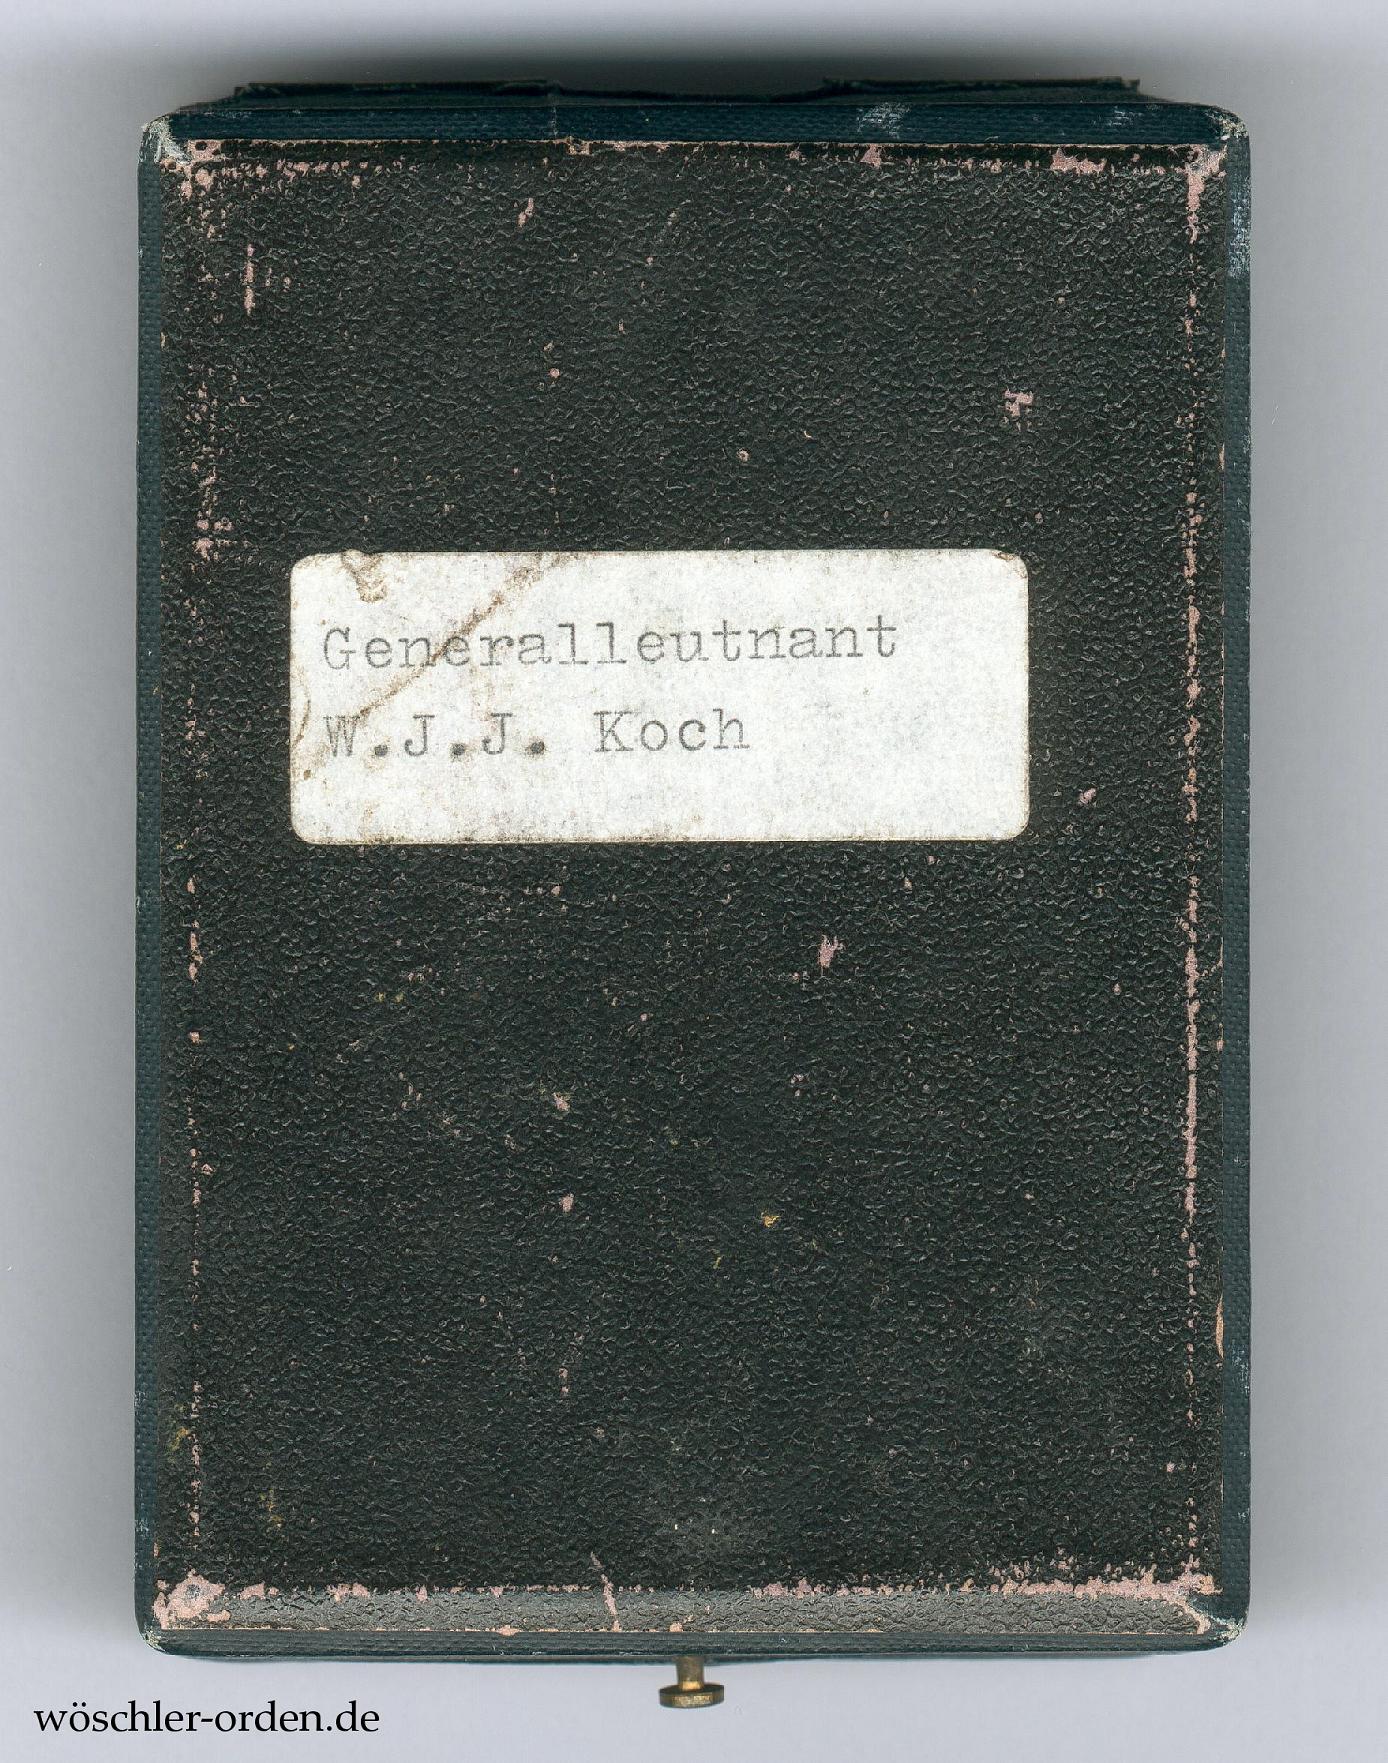 Generalleutnant
W.J.J. Koch
wöschler-orden.de